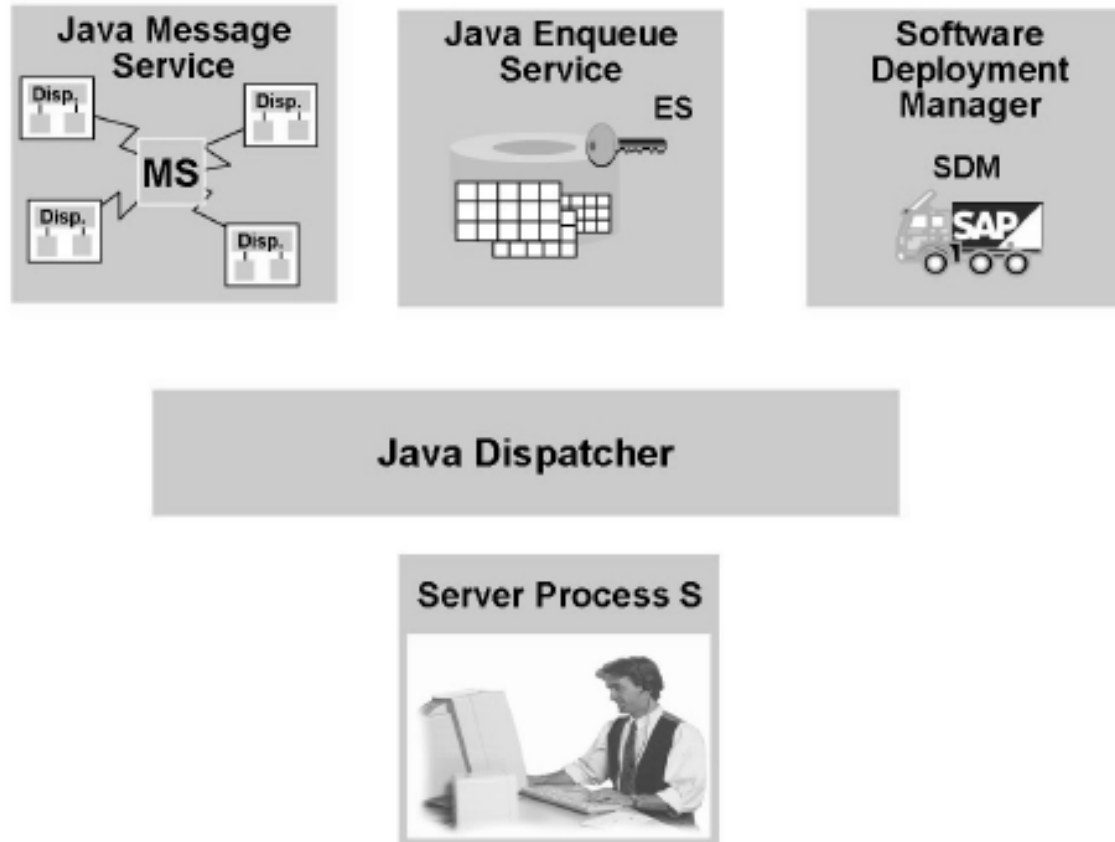 Java Message
Service
Disp.
Disp.
MS
Disp.
Disp.
Java Enqueue
Service
ES
Software
Deployment
Manager
SDM
SAP
Java Dispatcher
Server Process S